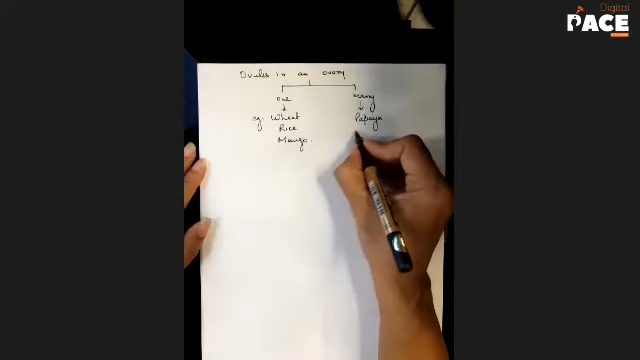 Digital
PACE
Ovules in an ovary
one many
eg: Wheat Papaya
Rice
Mango.